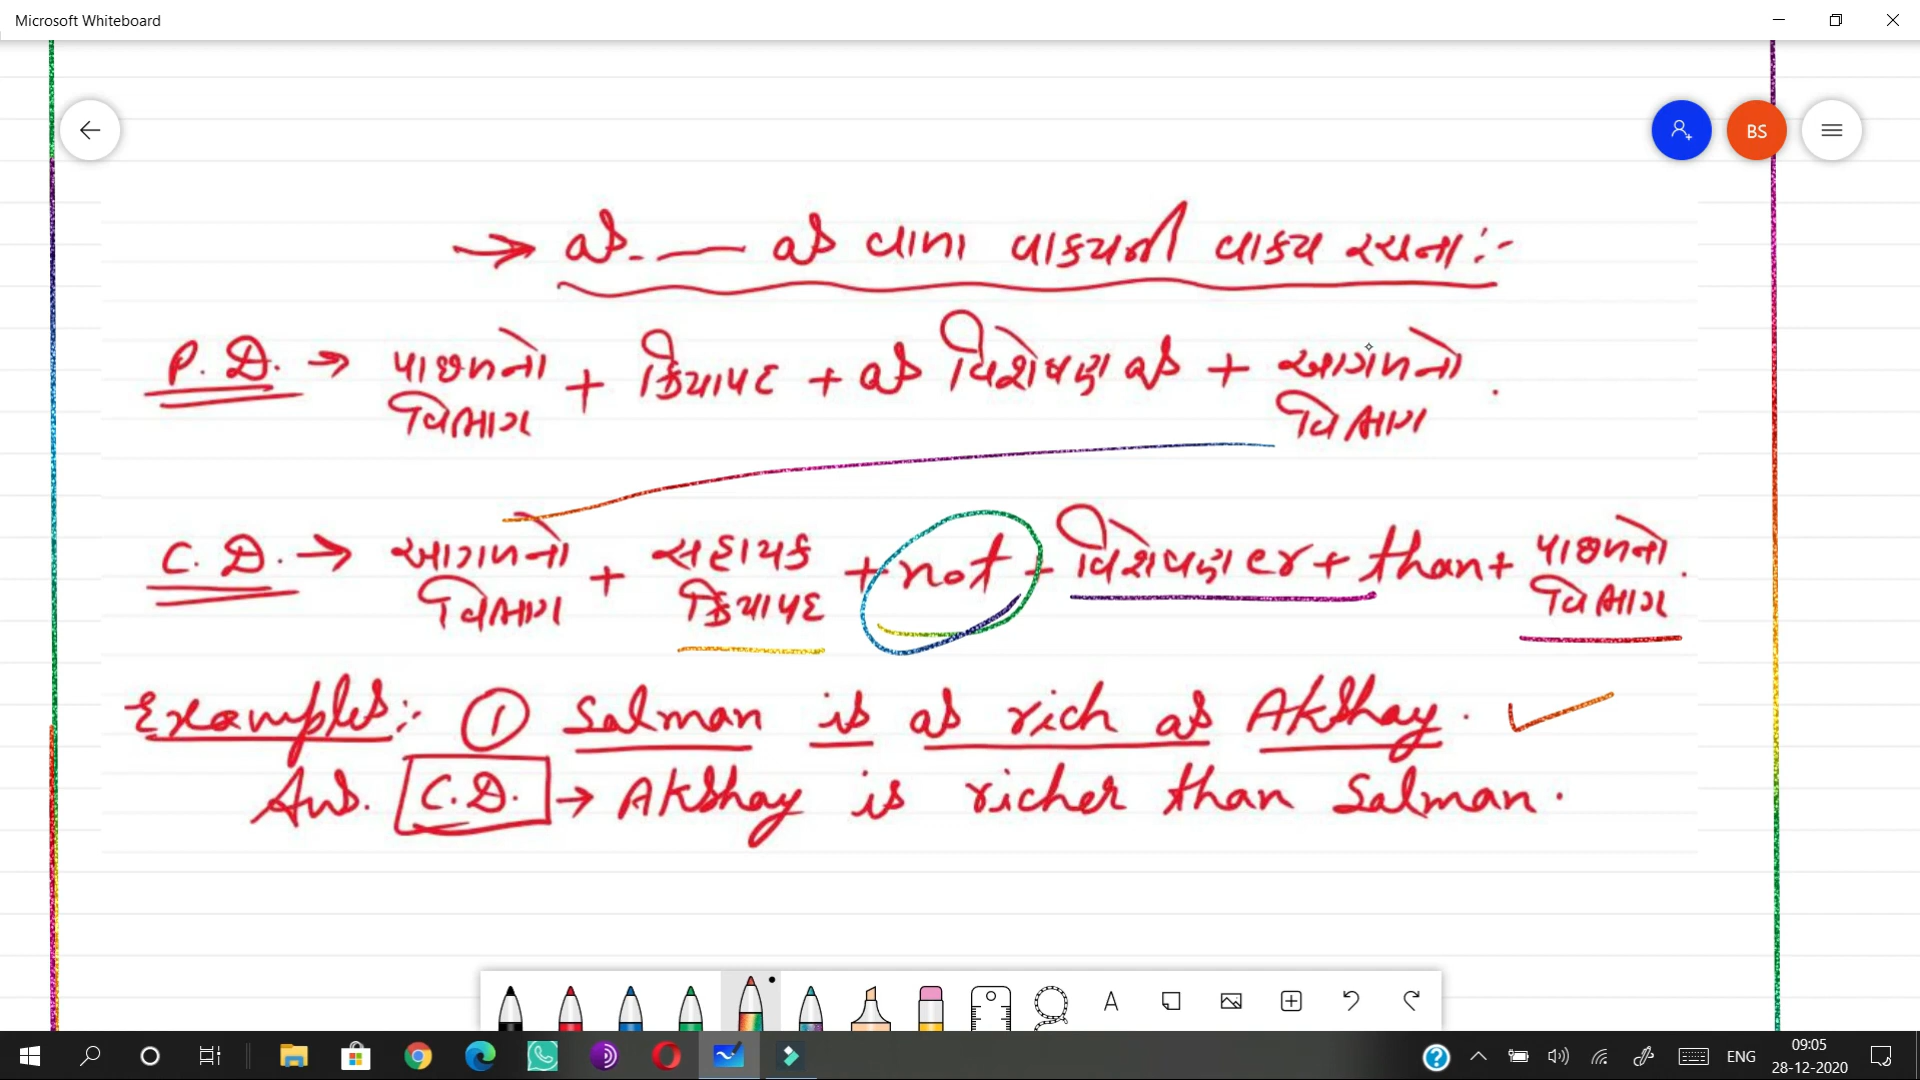 Microsoft Whiteboard
BS
→ as ___ as વાળા વાક્યની વાક્ય રચના :-
P. D. → પાછળનો વિભાગ + ક્રિયાપદ + as વિશેષણ as + આગળનો વિભાગ .
C. D. → આગળનો વિભાગ + સહાયક ક્રિયાપદ + not + વિશેષણ er + than + પાછળનો વિભાગ .
Examples :- ① Salman is as rich as Akshay .
Ans. C.D. → Akshay is richer than Salman .
ENG
09:05
28-12-2020